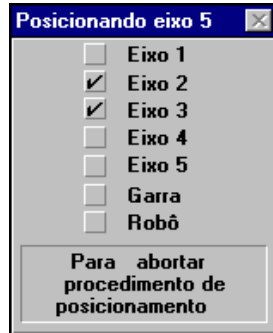 Posicionando eixo 5
Eixo 1
Eixo 2
Eixo 3
Eixo 4
Eixo 5
Garra
Robô
Para abortar
procedimento de
posicionamento